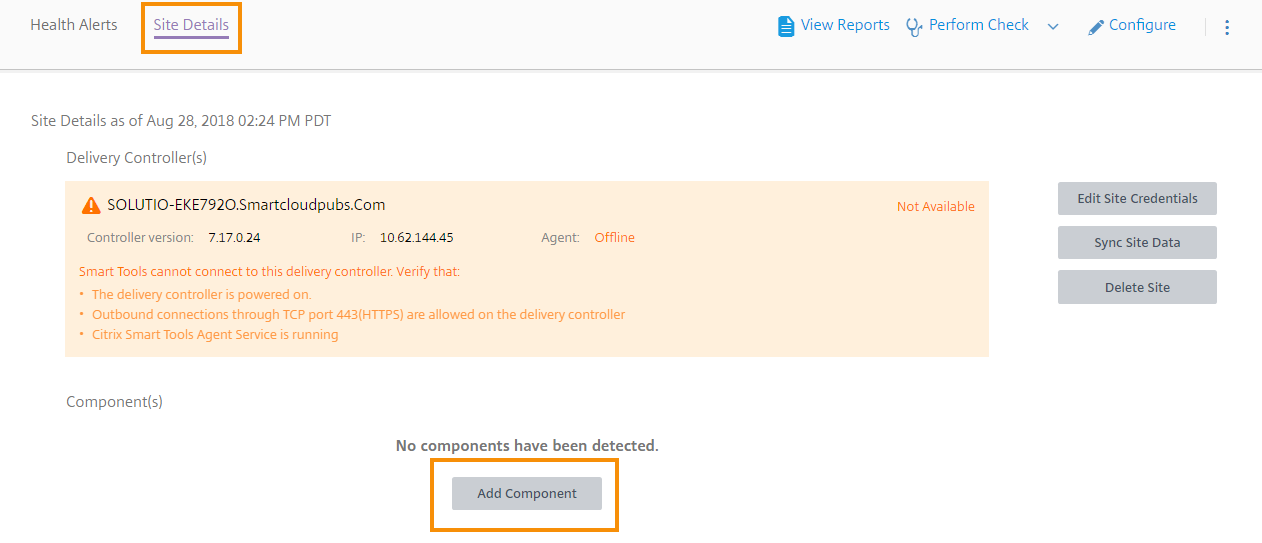 Health Alerts Site Details View Reports Perform Check Configure
Site Details as of Aug 28, 2018 02:24 PM PDT
Delivery Controller(s)
SOLUTIO-EKE792O.Smartcloudpubs.Com Not Available
Edit Site Credentials
Controller version: 7.17.0.24 IP: 10.62.144.45 Agent: Offline
Sync Site Data
Smart Tools cannot connect to this delivery controller. Verify that:
• The delivery controller is powered on.
Delete Site
• Outbound connections through TCP port 443(HTTPS) are allowed on the delivery controller
• Citrix Smart Tools Agent Service is running
Component(s)
No components have been detected.
Add Component